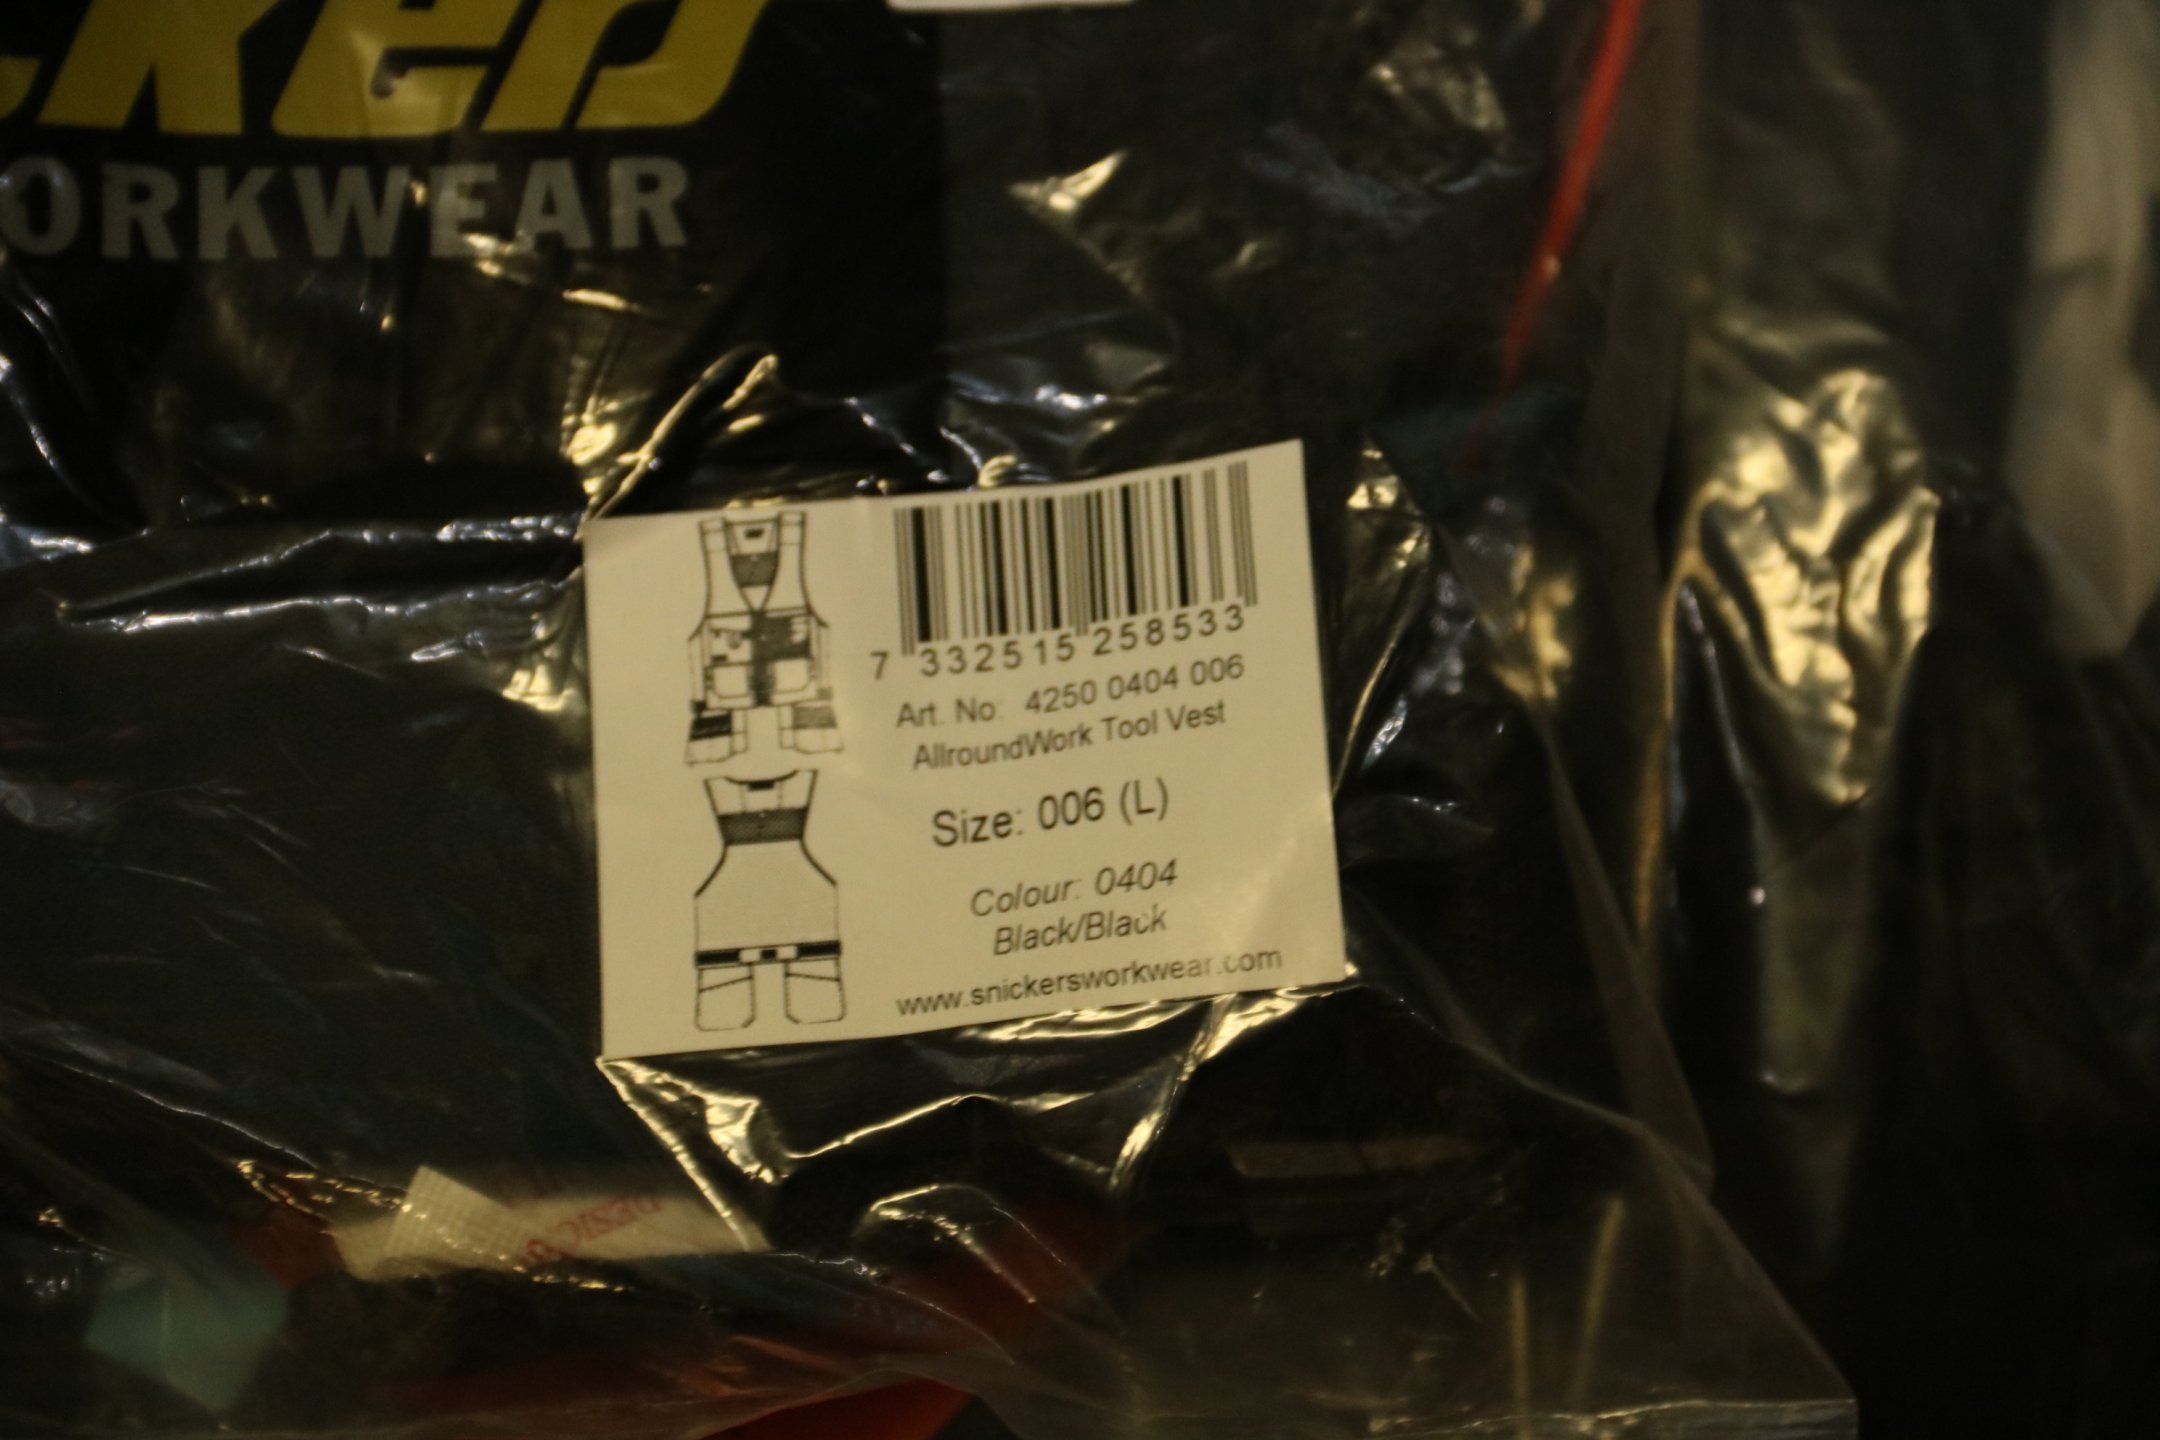 ckers
ORKWEAR
7 332515 258533
Art. No: 4250 0404 006
AllroundWork Tool Vest
Size: 006 (L)
Colour: 0404
Black/Black
www.snickersworkwear.com